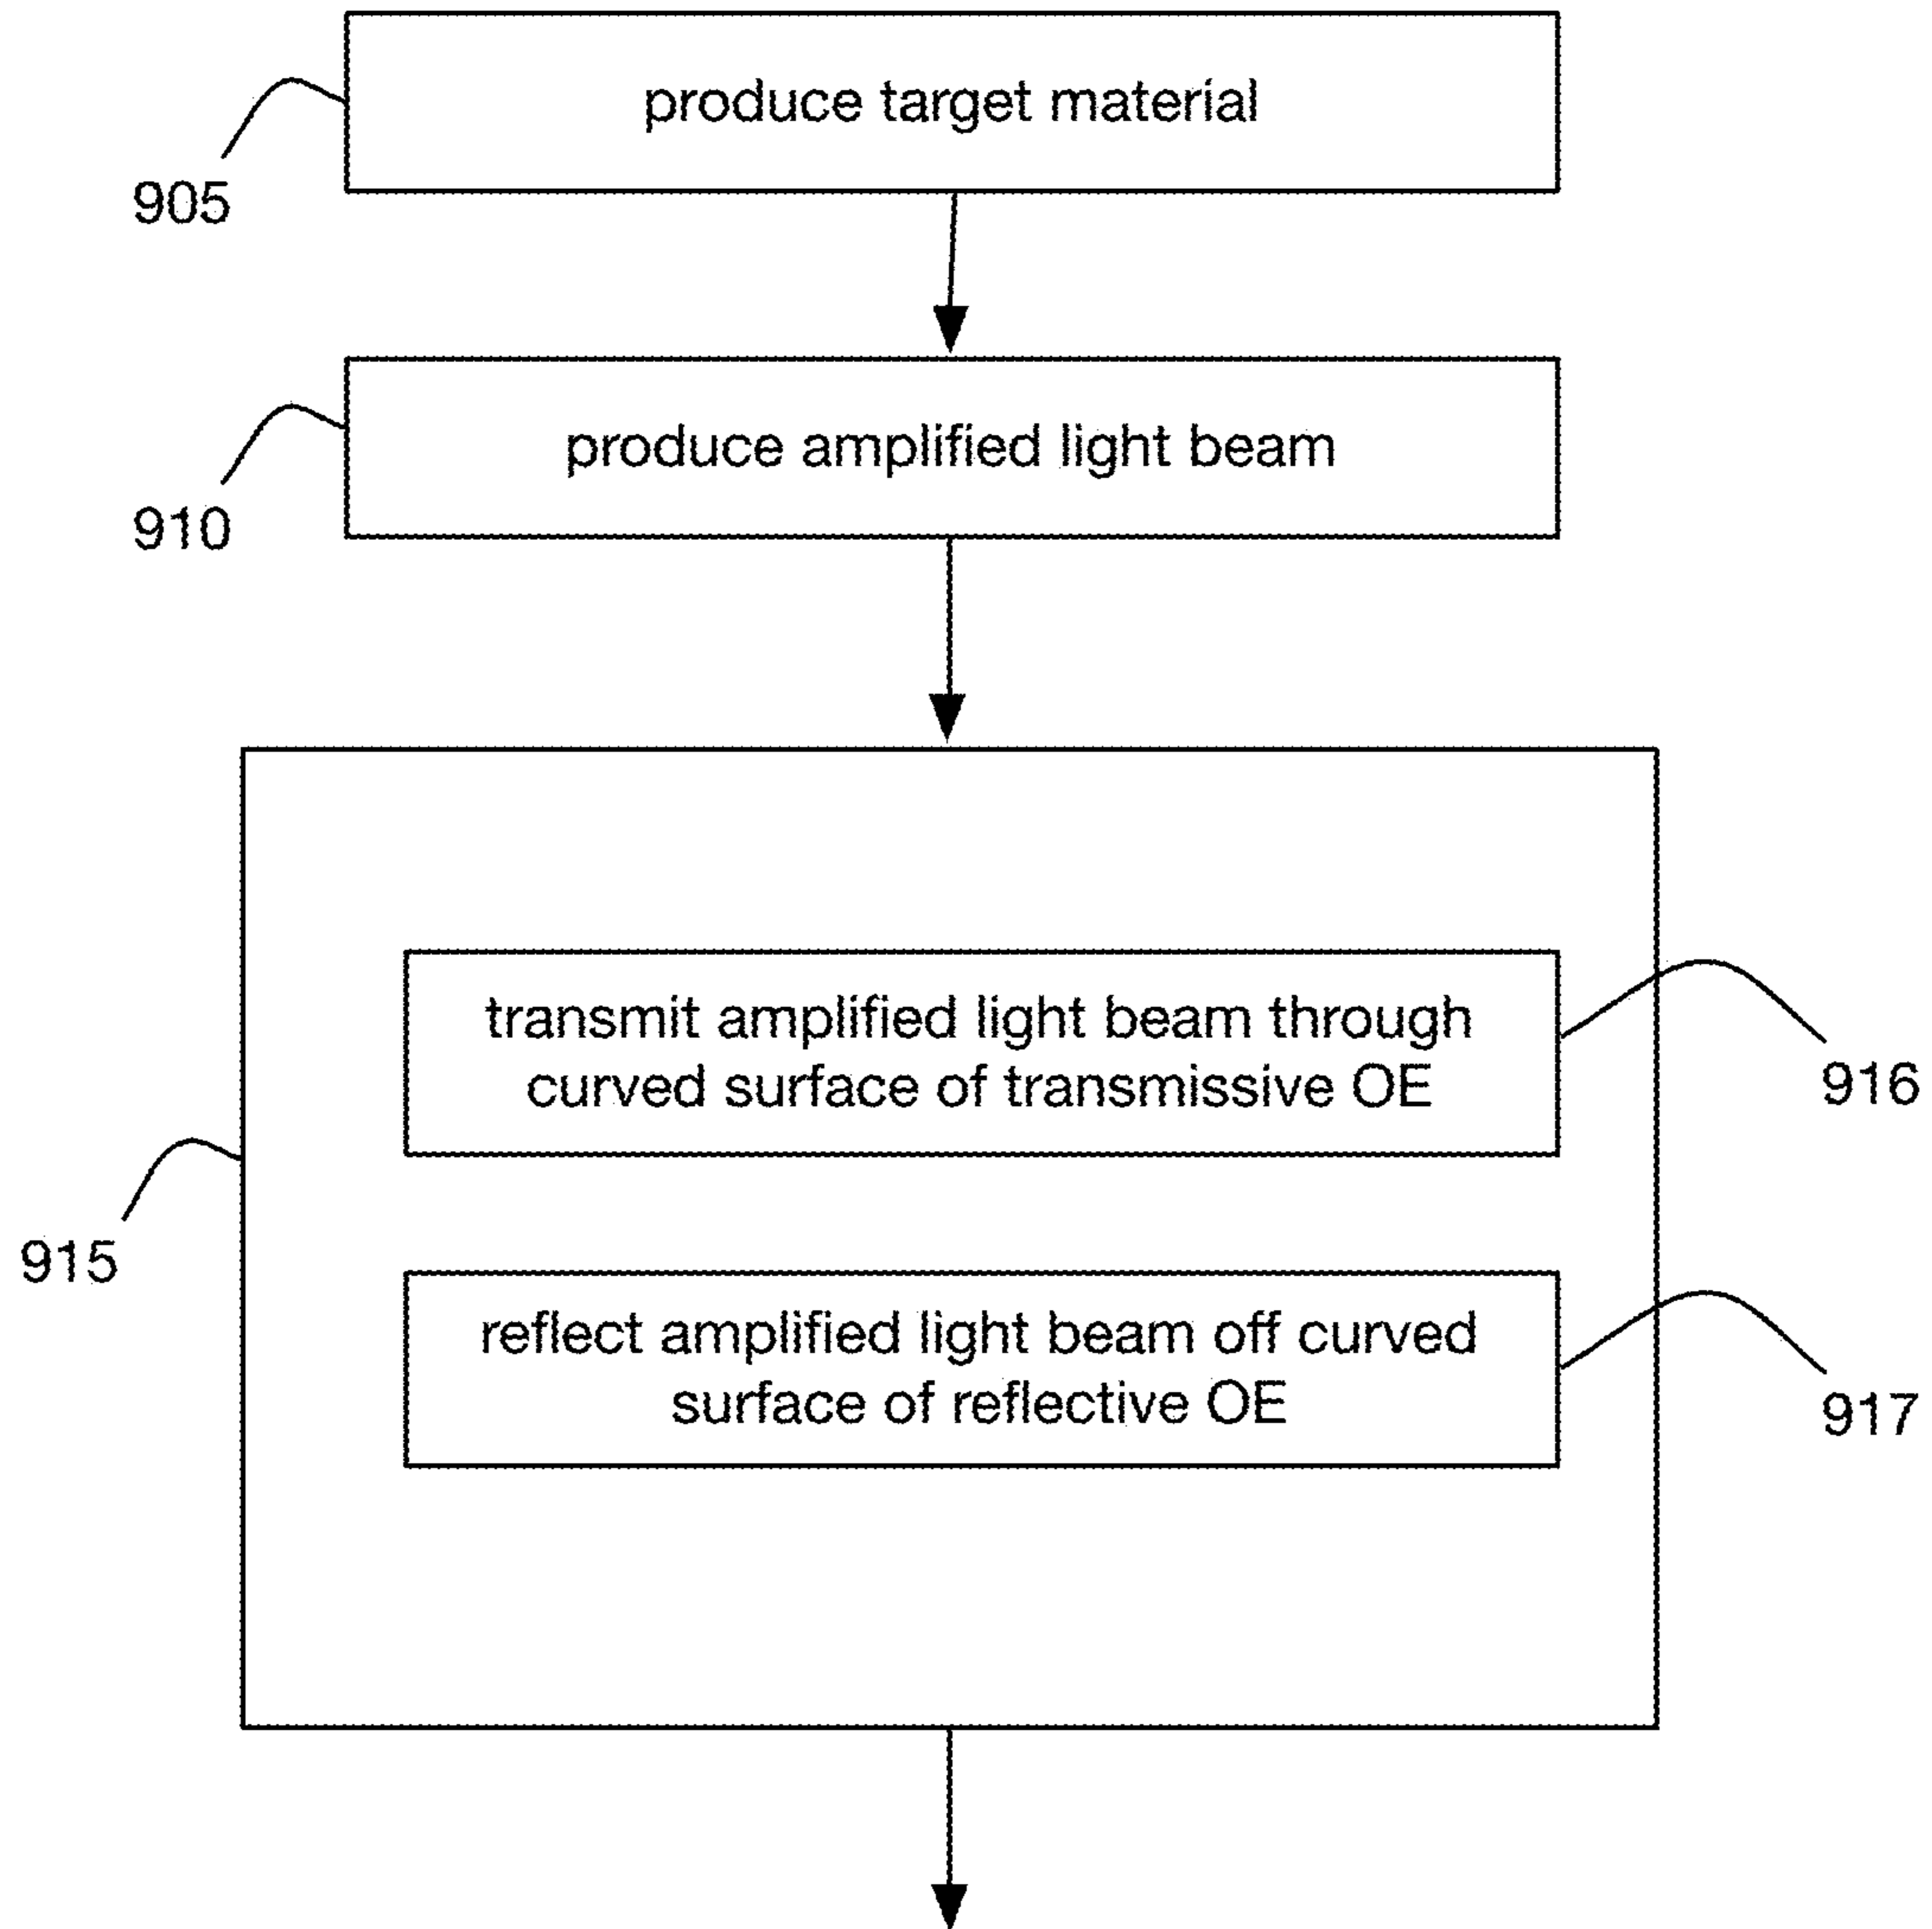 produce target material
905
produce amplified light beam
910
transmit amplified light beam through
curved surface of transmissive OE
916
915
reflect amplified light beam off curved
surface of reflective OE
917